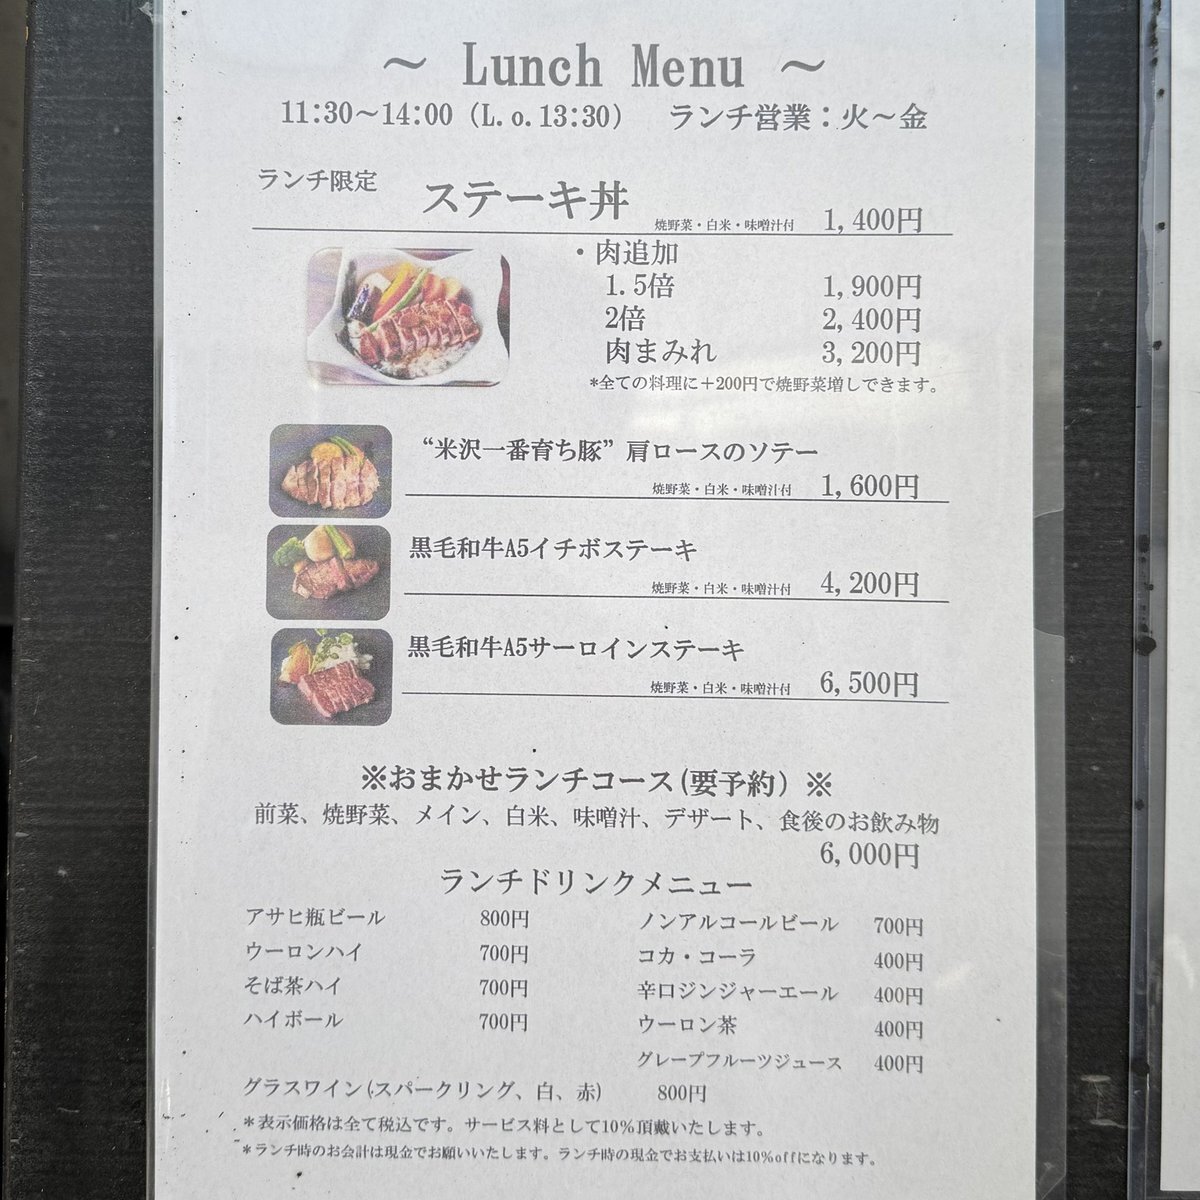 ～ Lunch Menu ～
11:30～14:00 (L.o.13:30)　ランチ営業：火～金
ランチ限定
ステーキ丼 焼野菜・白米・味噌汁付 1,400円
・肉追加
1.5倍 1,900円
2倍 2,400円
肉まみれ 3,200円
*全ての料理に＋200円で焼野菜増しできます。
“米沢一番育ち豚”肩ロースのソテー
焼野菜・白米・味噌汁付 1,600円
黒毛和牛A5イチボステーキ
焼野菜・白米・味噌汁付 4,200円
黒毛和牛A5サーロインステーキ
焼野菜・白米・味噌汁付 6,500円
※おまかせランチコース(要予約) ※
前菜、焼野菜、メイン、白米、味噌汁、デザート、食後のお飲み物
6,000円
ランチドリンクメニュー
アサヒ瓶ビール 800円
ウーロンハイ 700円
そば茶ハイ 700円
ハイボール 700円
ノンアルコールビール 700円
コカ・コーラ 400円
辛口ジンジャーエール 400円
ウーロン茶 400円
グレープフルーツジュース 400円
グラスワイン(スパークリング、白、赤) 800円
＊表示価格は全て税込です。サービス料として10%頂戴いたします。
＊ランチ時のお会計は現金でお願いいたします。ランチ時の現金でお支払いは10%offになります。